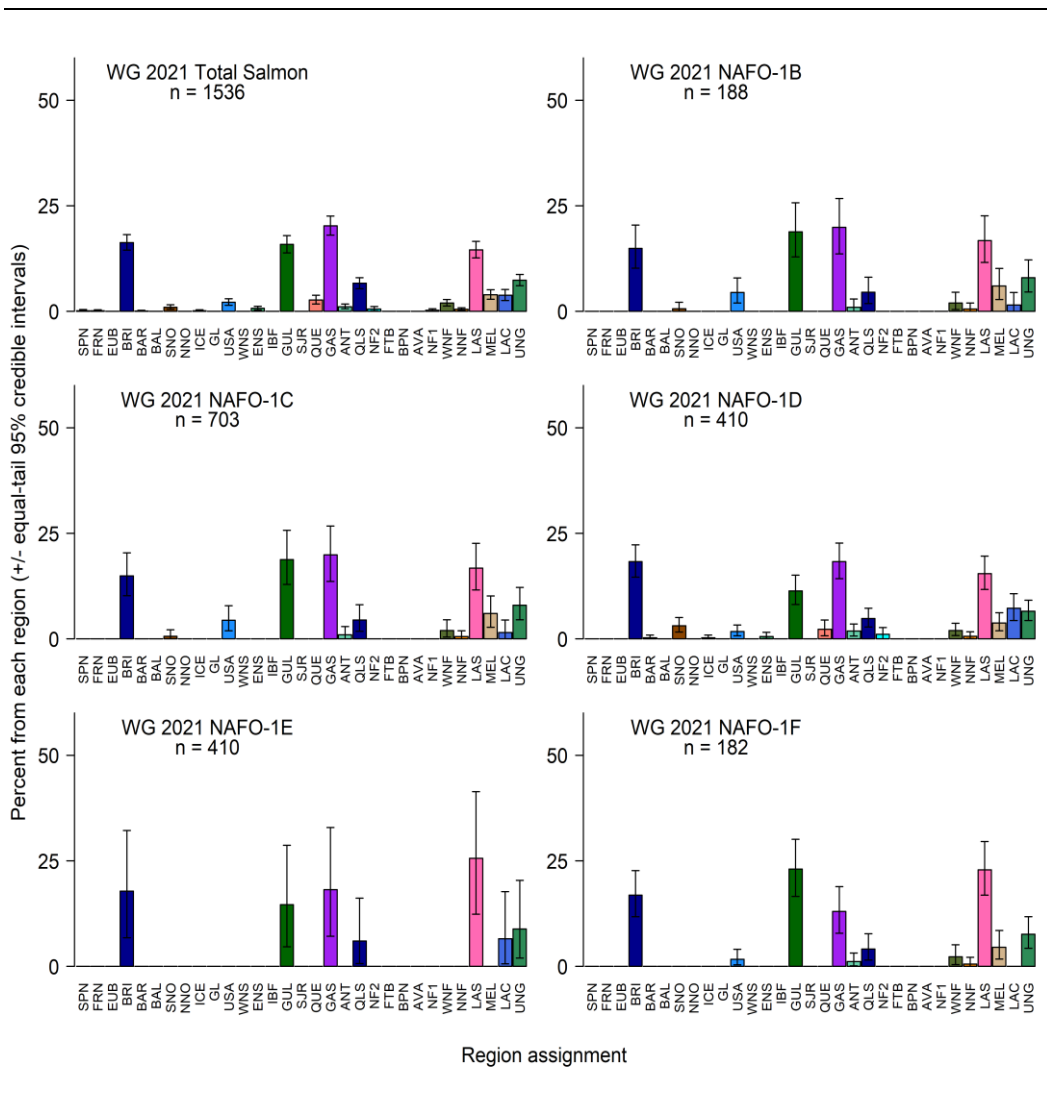 Percent from each region (+/- equal-tail 95% credible intervals)
WG 2021 Total Salmon
n = 1536
50
25
0
SPN FRN EUB BRI BAR BAL SNO NNO ICE GL USA WNS ENS IBF GUL SJR QUE GAS ANT QLS NF2 FTB BPN AVA NF1 WNF NNF LAS MEL LAC UNG
WG 2021 NAFO-1B
n = 188
50
25
0
SPN FRN EUB BRI BAR BAL SNO NNO ICE GL USA WNS ENS IBF GUL SJR QUE GAS ANT QLS NF2 FTB BPN AVA NF1 WNF NNF LAS MEL LAC UNG
WG 2021 NAFO-1C
n = 703
50
25
0
SPN FRN EUB BRI BAR BAL SNO NNO ICE GL USA WNS ENS IBF GUL SJR QUE GAS ANT QLS NF2 FTB BPN AVA NF1 WNF NNF LAS MEL LAC UNG
WG 2021 NAFO-1D
n = 410
50
25
0
SPN FRN EUB BRI BAR BAL SNO NNO ICE GL USA WNS ENS IBF GUL SJR QUE GAS ANT QLS NF2 FTB BPN AVA NF1 WNF NNF LAS MEL LAC UNG
WG 2021 NAFO-1E
n = 410
50
25
0
SPN FRN EUB BRI BAR BAL SNO NNO ICE GL USA WNS ENS IBF GUL SJR QUE GAS ANT QLS NF2 FTB BPN AVA NF1 WNF NNF LAS MEL LAC UNG
WG 2021 NAFO-1F
n = 182
50
25
0
SPN FRN EUB BRI BAR BAL SNO NNO ICE GL USA WNS ENS IBF GUL SJR QUE GAS ANT QLS NF2 FTB BPN AVA NF1 WNF NNF LAS MEL LAC UNG
Region assignment